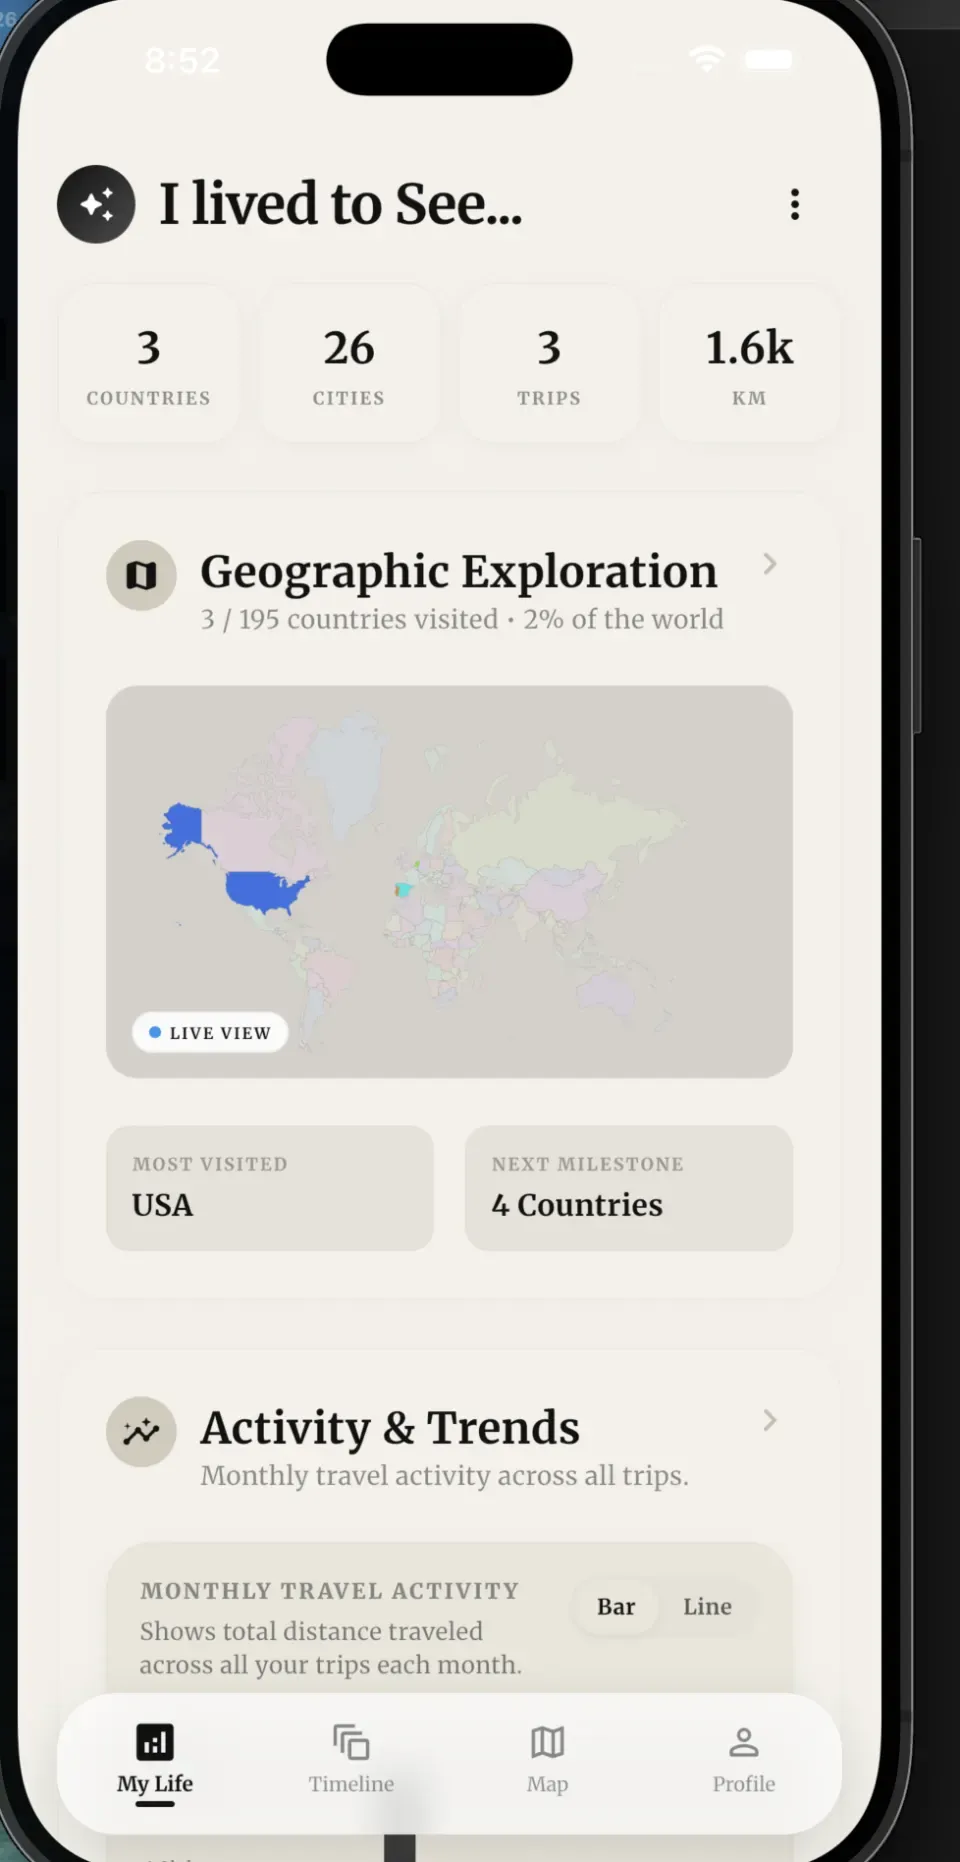 26
8:52
I lived to See...
3
COUNTRIES
26
CITIES
3
TRIPS
1.6k
KM
Geographic Exploration
3 / 195 countries visited • 2% of the world
LIVE VIEW
MOST VISITED
USA
NEXT MILESTONE
4 Countries
Activity & Trends
Monthly travel activity across all trips.
MONTHLY TRAVEL ACTIVITY
Shows total distance traveled
across all your trips each month.
Bar
Line
My Life
Timeline
Map
Profile